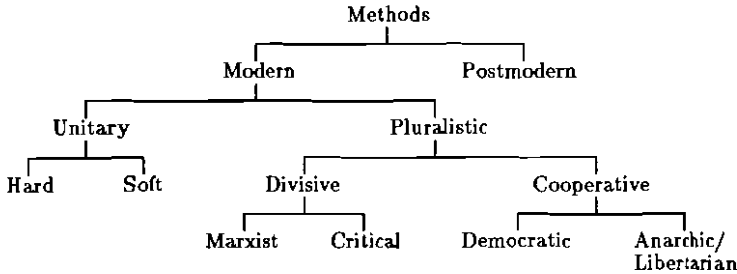 Methods
Modern Postmodern
Unitary Pluralistic
Hard Soft Divisive Cooperative
Marxist Critical Democratic Anarchic/
Libertarian